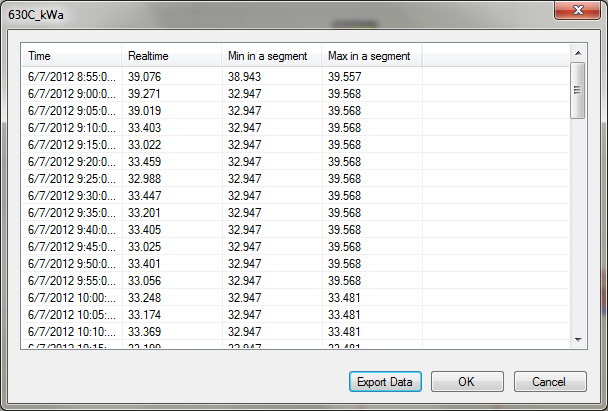 630C_kWa
Time Realtime Min in a segment Max in a segment
6/7/2012 8:55:0... 39.076 38.943 39.557
6/7/2012 9:00:0... 39.271 32.947 39.568
6/7/2012 9:05:0... 39.019 32.947 39.568
6/7/2012 9:10:0... 33.403 32.947 39.568
6/7/2012 9:15:0... 33.022 32.947 39.568
6/7/2012 9:20:0... 33.459 32.947 39.568
6/7/2012 9:25:0... 32.988 32.947 39.568
6/7/2012 9:30:0... 33.447 32.947 39.568
6/7/2012 9:35:0... 33.201 32.947 39.568
6/7/2012 9:40:0... 33.405 32.947 39.568
6/7/2012 9:45:0... 33.025 32.947 39.568
6/7/2012 9:50:0... 33.401 32.947 39.568
6/7/2012 9:55:0... 33.056 32.947 39.568
6/7/2012 10:00:... 33.248 32.947 33.481
6/7/2012 10:05:... 33.174 32.947 33.481
6/7/2012 10:10:... 33.369 32.947 33.481
6/7/2012 10:15:... 33.199 32.947 33.481
Export Data OK Cancel